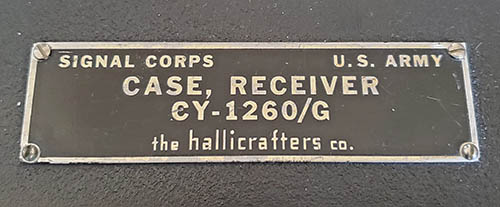 SIGNAL CORPS U.S. ARMY
CASE, RECEIVER
CY-1260/G
the hallicrafters co.